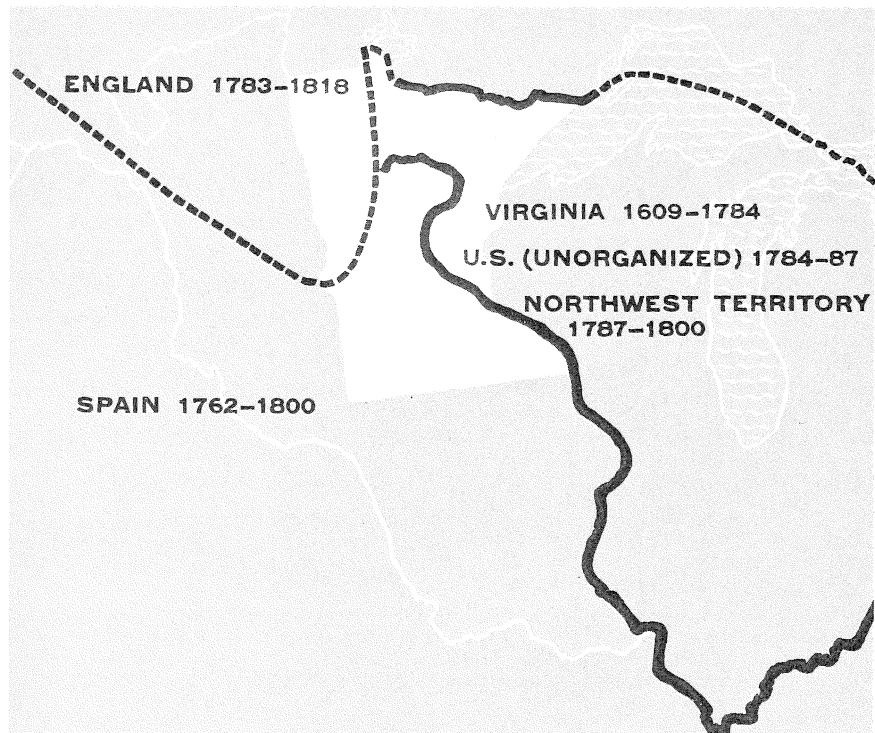 ENGLAND 1783-1818
VIRGINIA 1609-1784
U.S. (UNORGANIZED) 1784-87
NORTHWEST TERRITORY
1787-1800
SPAIN 1762-1800